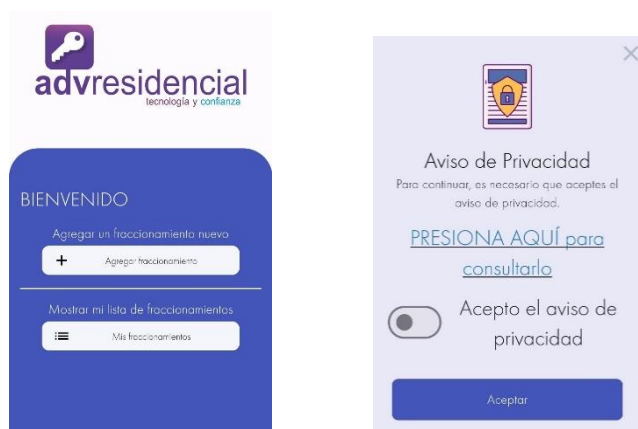 advresidencial
tecnología y confianza
BIENVENIDO
Agregar un fraccionamiento nuevo
+ Agregar fraccionamiento
Mostrar mi lista de fraccionamientos
Mis fraccionamientos
Aviso de Privacidad
Para continuar, es necesario que aceptes el
aviso de privacidad.
PRESIONA AQUÍ para
consultarlo
Acepto el aviso de
privacidad
Aceptar